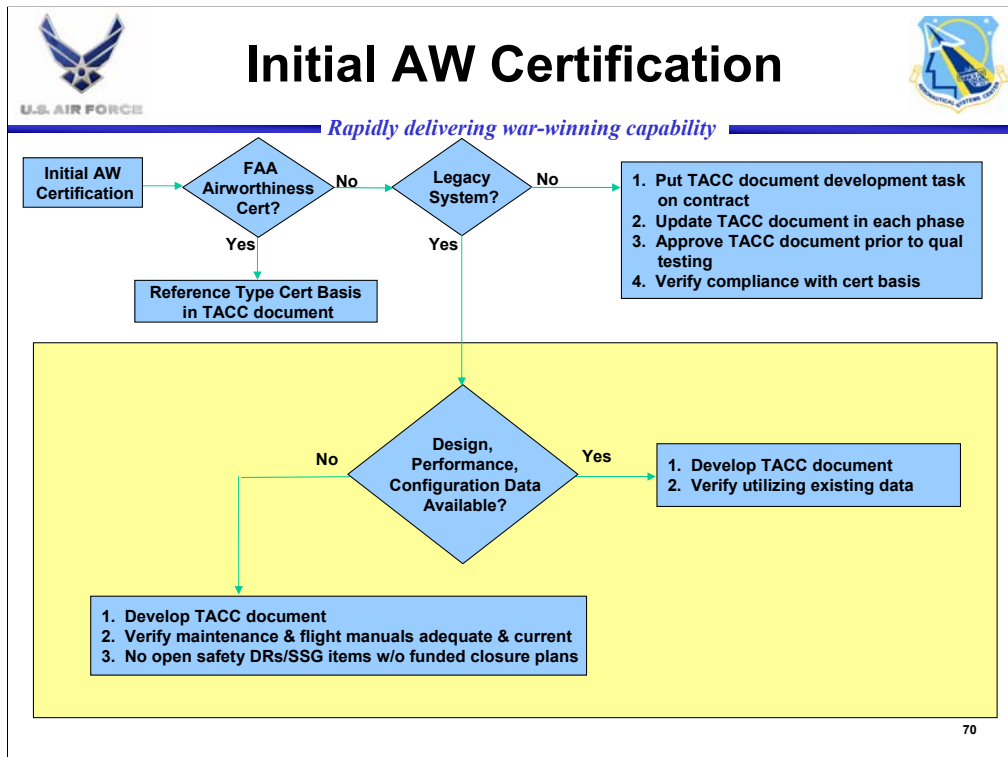 Initial AW Certification
U.S. AIR FORCE
AERONAUTICAL SYSTEMS CENTER
Rapidly delivering war-winning capability
Initial AW
Certification
FAA
Airworthiness
Cert?
No
Legacy
System?
No
1. Put TACC document development task
on contract
2. Update TACC document in each phase
3. Approve TACC document prior to qual
testing
4. Verify compliance with cert basis
Yes
Yes
Reference Type Cert Basis
in TACC document
Design,
Performance,
Configuration Data
Available?
No
Yes
1. Develop TACC document
2. Verify utilizing existing data
1. Develop TACC document
2. Verify maintenance & flight manuals adequate & current
3. No open safety DRs/SSG items w/o funded closure plans
70